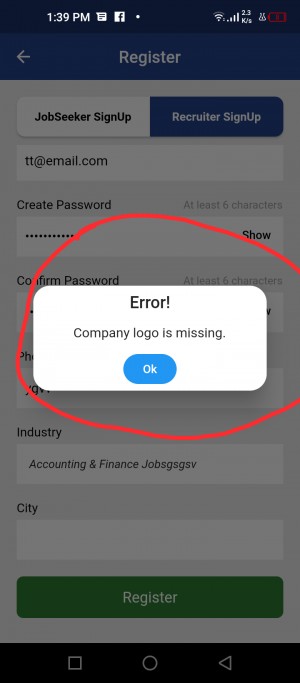 1:39 PM
2.3
K/s
Register
JobSeeker SignUp
Recruiter SignUp
tt@email.com
Create Password
At least 6 characters
Show
Confirm Password
At least 6 characters
Error!
Company logo is missing.
Ok
Industry
Accounting & Finance Jobsgsgsv
City
Register